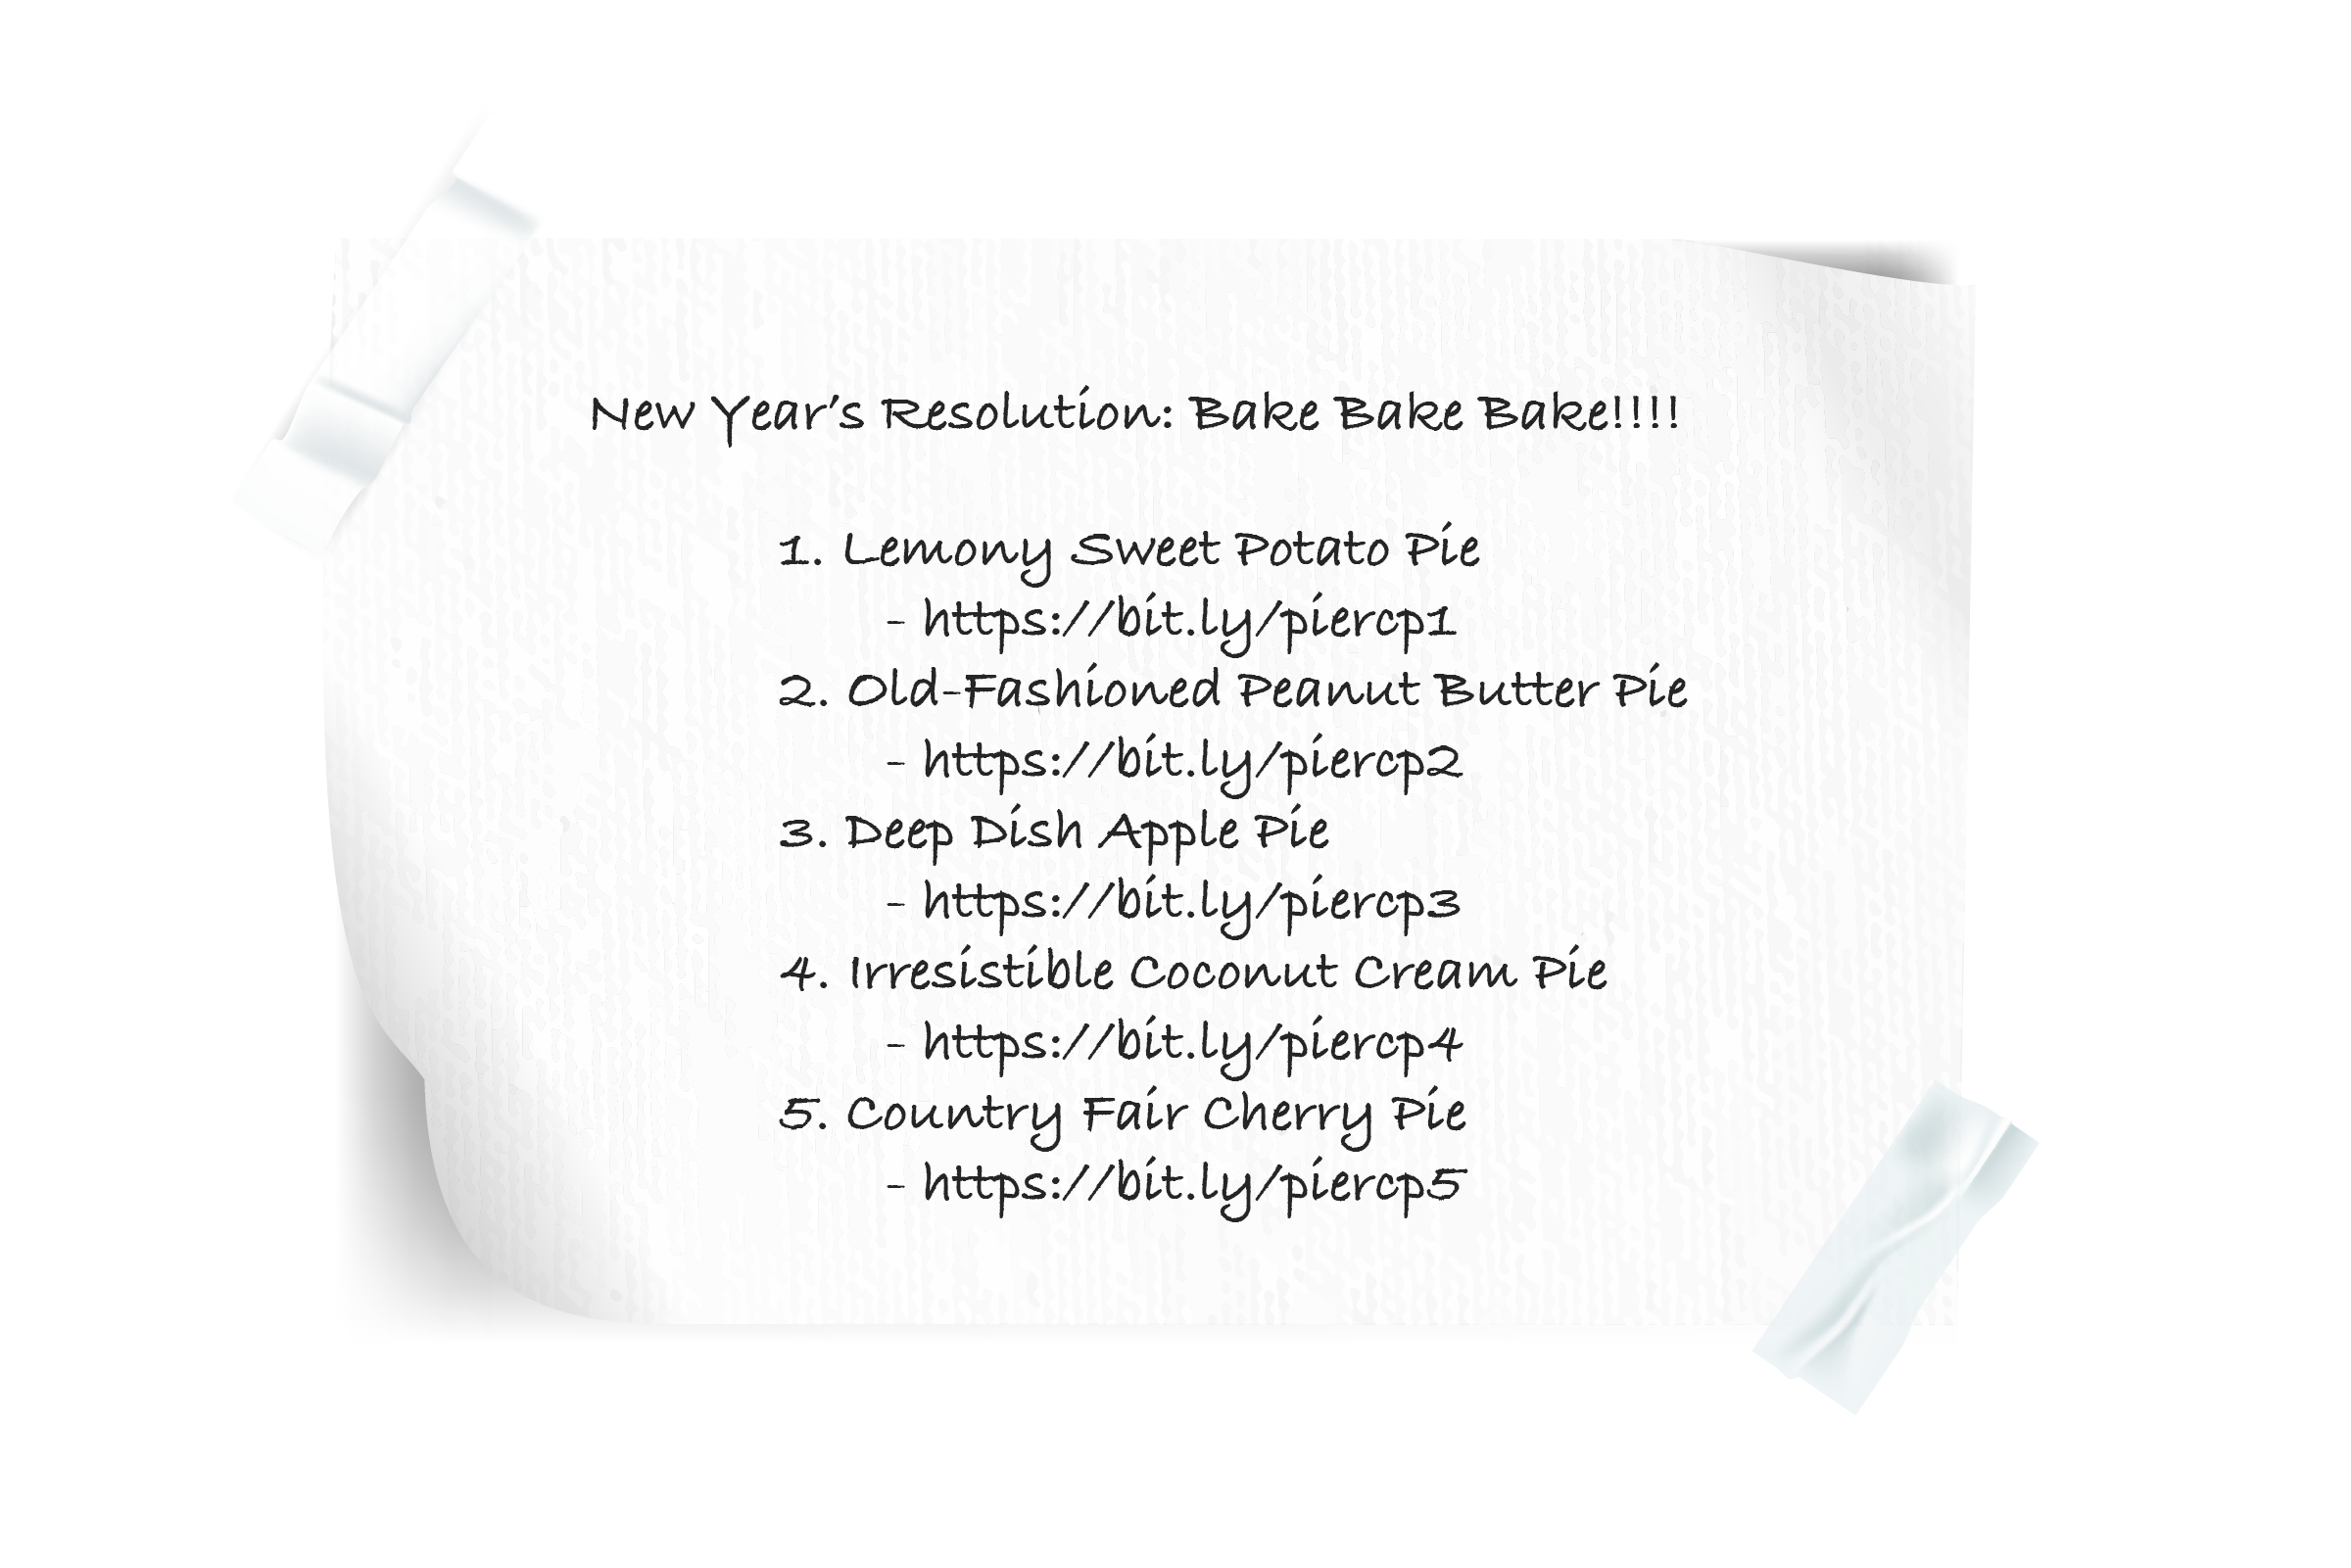 New Year's Resolution: Bake Bake Bake!!!!
1. Lemony Sweet Potato Pie
- https://bit.ly/piercp1
2. Old-Fashioned Peanut Butter Pie
- https://bit.ly/piercp2
3. Deep Dish Apple Pie
- https://bit.ly/piercp3
4. Irresistible Coconut Cream Pie
- https://bit.ly/piercp4
5. Country Fair Cherry Pie
- https://bit.ly/piercp5